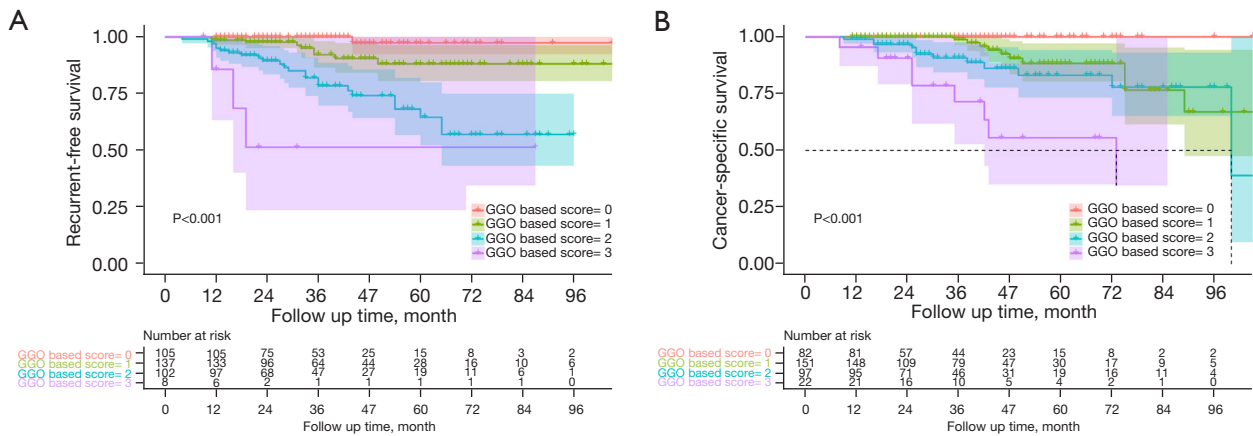 A
Recurrent-free survival
1.00
0.75
0.50
0.25
0.00
P<0.001
GGO based score= 0
GGO based score= 1
GGO based score= 2
GGO based score= 3
0 12 24 36 47 60 72 84 96
Follow up time, month
Number at risk
GGO based score= 0 105 105 75 53 25 15 8 3 2
GGO based score= 1 137 133 96 64 44 28 16 10 6
GGO based score= 2 102 97 68 47 27 19 11 6 1
GGO based score= 3 8 6 2 1 1 1 1 1 0
0 12 24 36 47 60 72 84 96
Follow up time, month
B
Cancer-specific survival
1.00
0.75
0.50
0.25
0.00
P<0.001
GGO based score= 0
GGO based score= 1
GGO based score= 2
GGO based score= 3
0 12 24 36 48 60 72 84 96
Follow up time, month
Number at risk
GGO based score= 0 82 81 57 44 23 15 8 2 2
GGO based score= 1 151 148 109 79 47 30 17 9 5
GGO based score= 2 97 95 71 46 31 19 16 11 4
GGO based score= 3 22 21 16 10 5 4 2 1 0
0 12 24 36 48 60 72 84 96
Follow up time, month